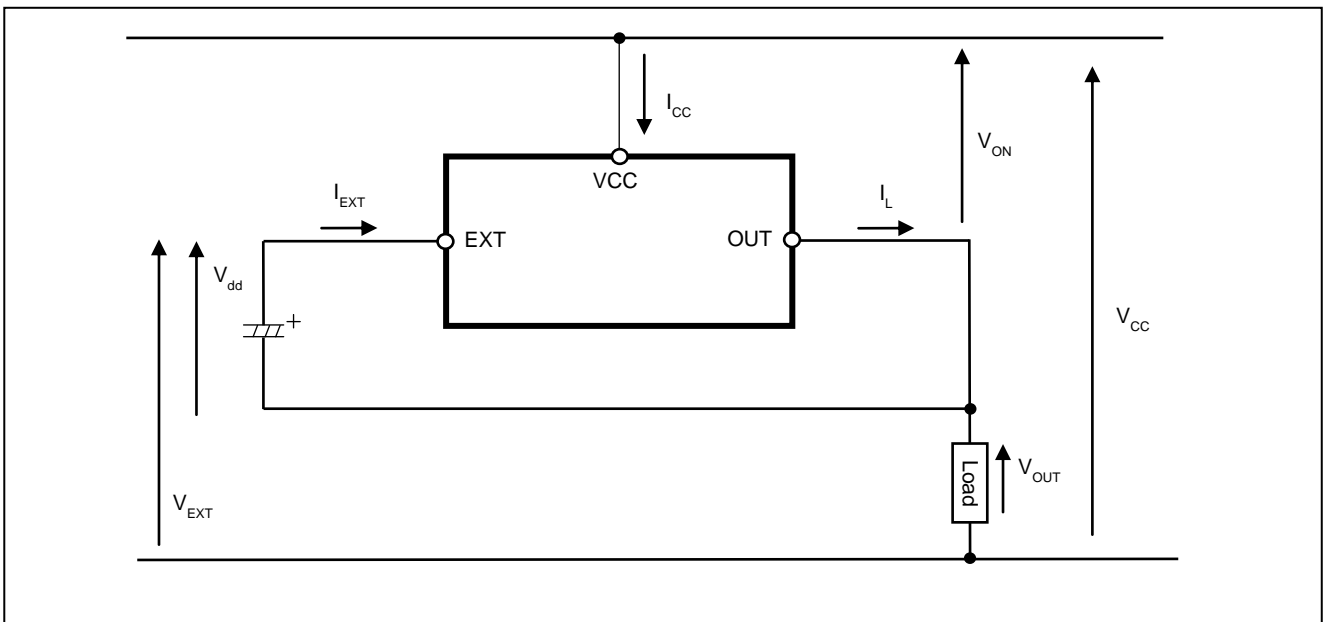 I_CC
V_ON
VCC
I_EXT
I_L
EXT
OUT
V_dd
+
V_CC
Load
V_OUT
V_EXT